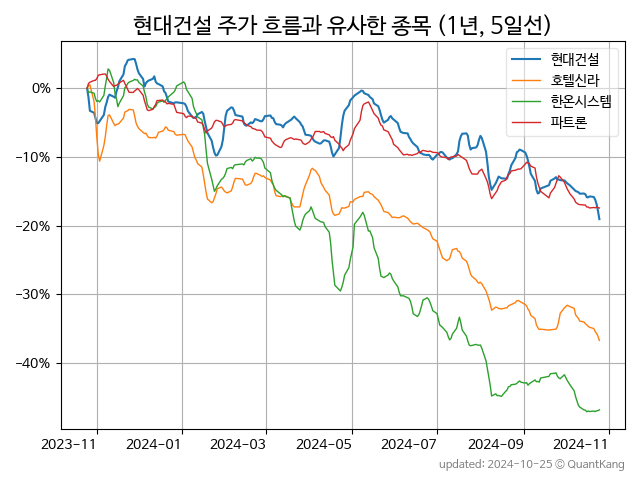 현대건설 주가 흐름과 유사한 종목 (1년, 5일선)
현대건설
호텔신라
한온시스템
파트론
0%
−10%
−20%
−30%
−40%
2023−11
2024−01
2024−03
2024−05
2024−07
2024−09
2024−11
updated: 2024-10-25 © QuantKang